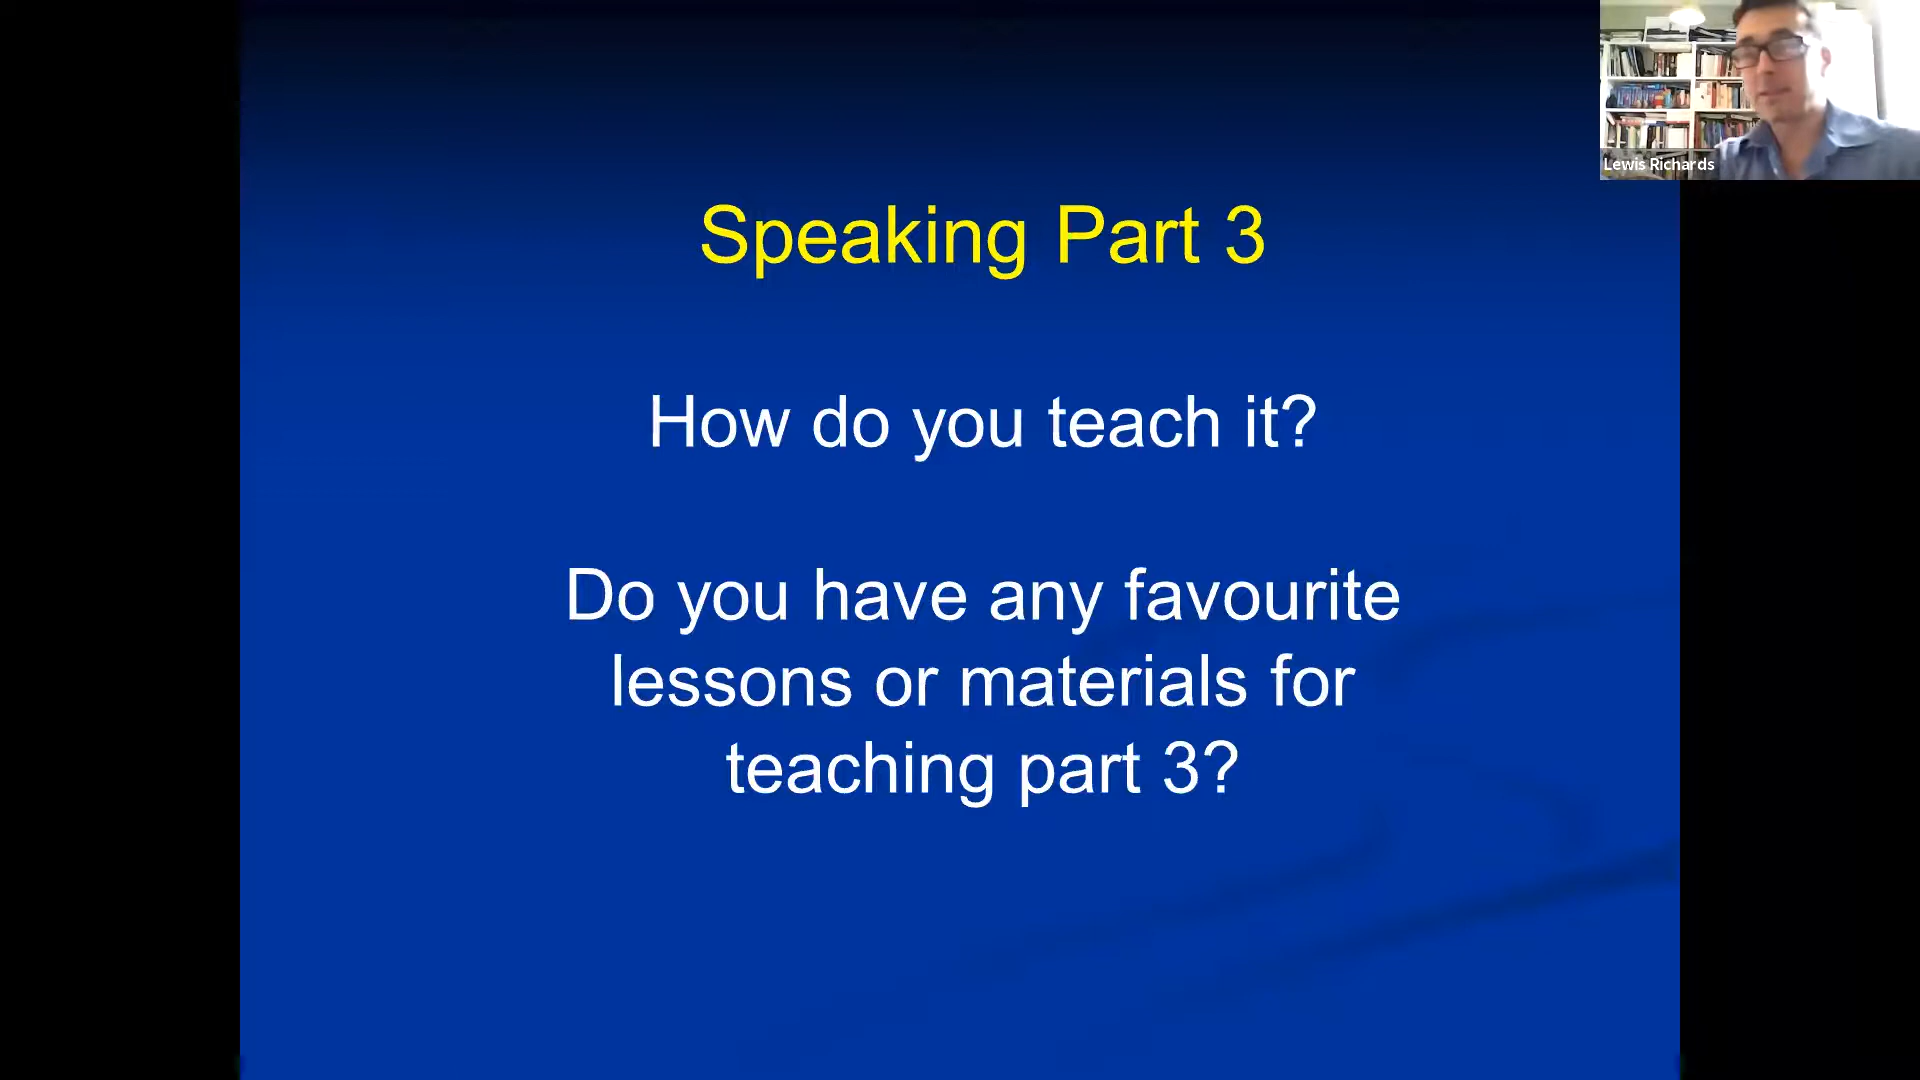 Speaking Part 3
How do you teach it?
Do you have any favourite
lessons or materials for
teaching part 3?
Lewis Richards